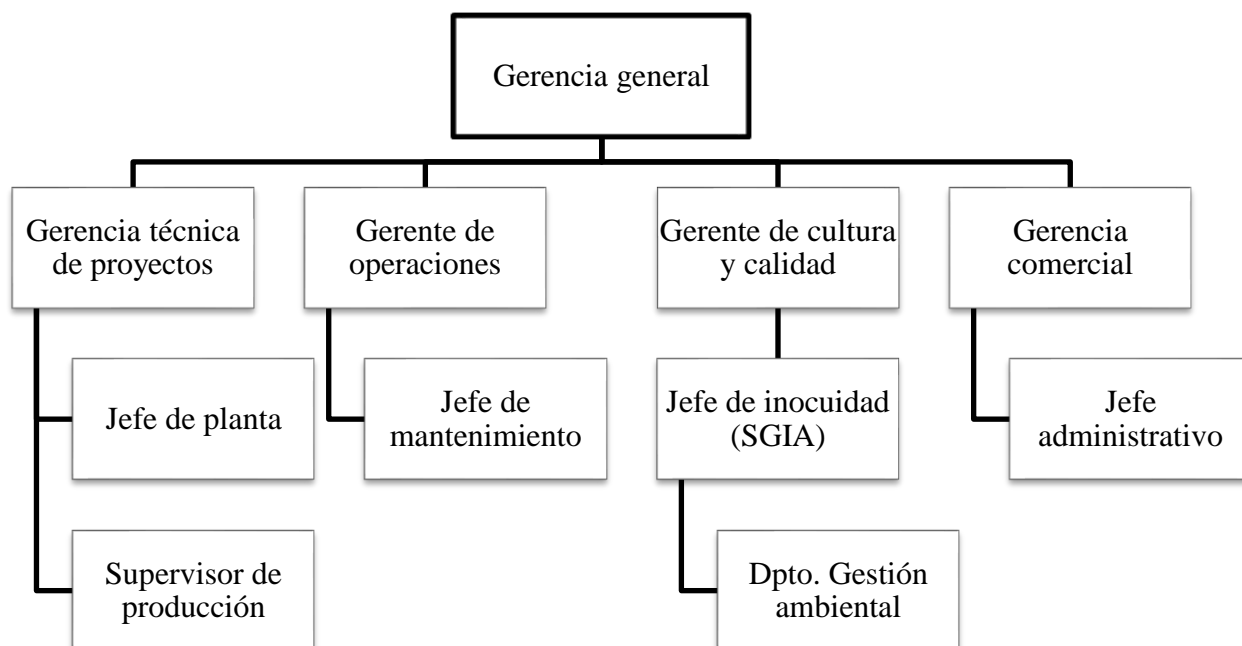 Gerencia general
Gerencia técnica
de proyectos
Gerente de
operaciones
Gerente de cultura
y calidad
Gerencia
comercial
Jefe de planta
Jefe de
mantenimiento
Jefe de inocuidad
(SGIA)
Jefe
administrativo
Supervisor de
producción
Dpto. Gestión
ambiental